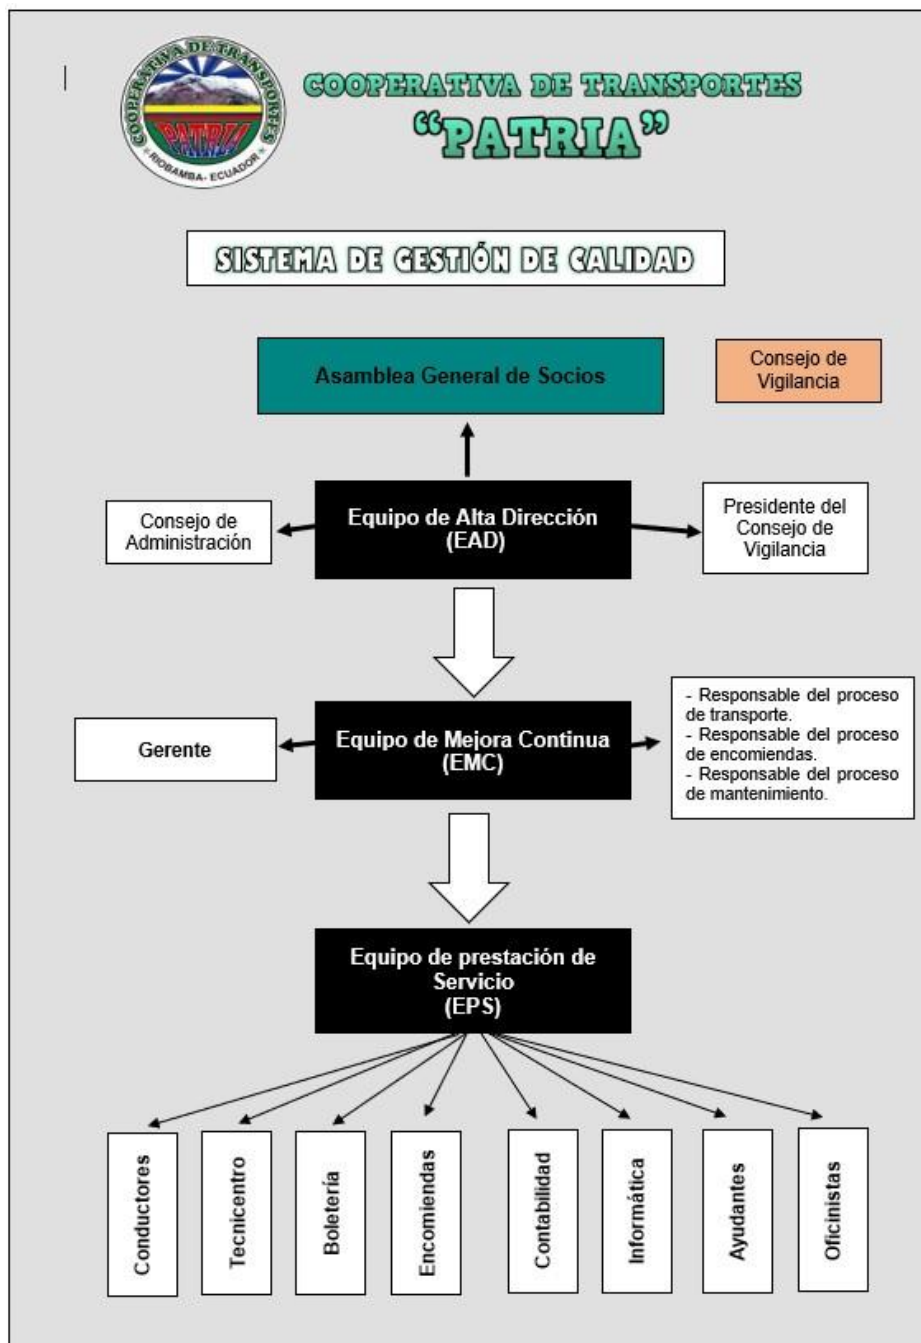 COOPERATIVA DE TRANSPORTES
PATRIA
RIOBAMBA- ECUADOR
COOPERATIVA DE TRANSPORTES
“PATRIA”
SISTEMA DE GESTIÓN DE CALIDAD
Asamblea General de Socios
Consejo de
Vigilancia
Consejo de
Administración
Equipo de Alta Dirección
(EAD)
Presidente del
Consejo de
Vigilancia
Gerente
Equipo de Mejora Continua
(EMC)
- Responsable del proceso
de transporte.
- Responsable del proceso
de encomiendas.
- Responsable del proceso
de mantenimiento.
Equipo de prestación de
Servicio
(EPS)
Conductores
Tecnicentro
Boletería
Encomiendas
Contabilidad
Informática
Ayudantes
Oficinistas